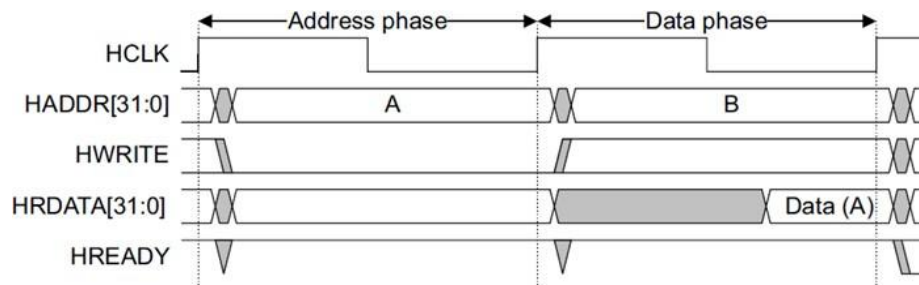 Address phase Data phase
HCLK
HADDR[31:0] A B
HWRITE
HRDATA[31:0] Data (A)
HREADY